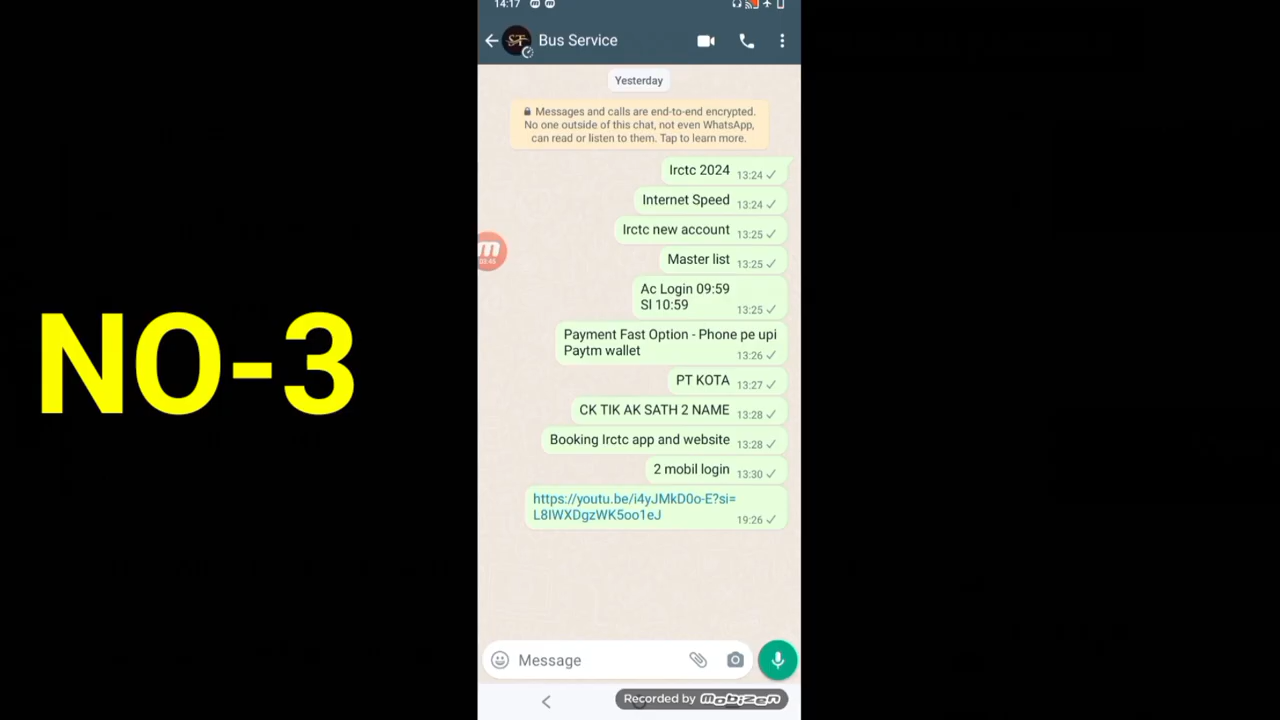 14:17
Bus Service
Yesterday
Messages and calls are end-to-end encrypted.
No one outside of this chat, not even WhatsApp,
can read or listen to them. Tap to learn more.
Irctc 2024 13:24
Internet Speed 13:24
Irctc new account 13:25
Master list 13:25
Ac Login 09:59
Sl 10:59 13:25
Payment Fast Option - Phone pe upi
Paytm wallet 13:26
PT KOTA 13:27
CK TIK AK SATH 2 NAME 13:28
Booking Irctc app and website 13:28
2 mobil login 13:30
https://youtu.be/i4yJMkD0o-E?si=
L8IWXDgzWK5oo1eJ 19:26
NO-3
Message
Recorded by mobizen